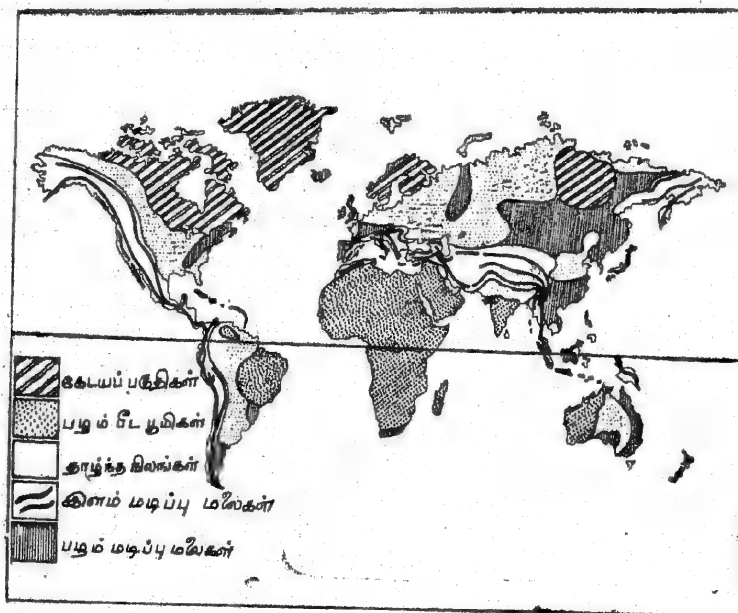 கேடயப் பகுதிகள்
பழம் பீட பூமிகள்
தாழ்ந்த நிலங்கள்
இளம் மடிப்பு மலைகள்
பழம் மடிப்பு மலைகள்